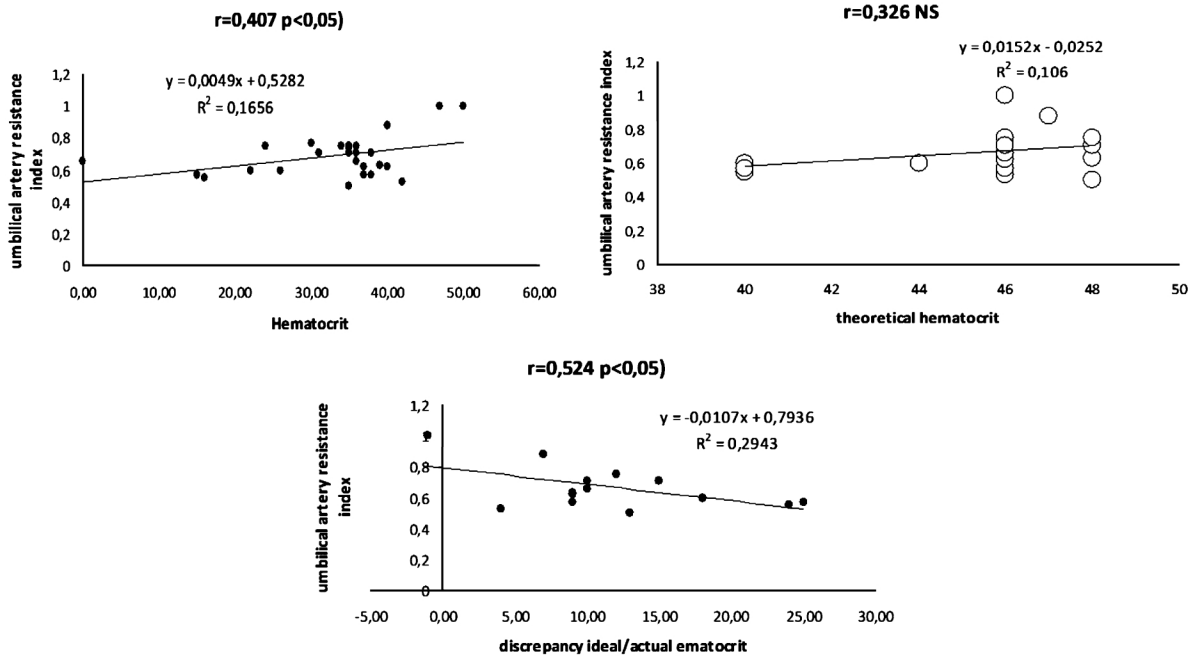 r=0,407 p<0,05)
y = 0,0049x + 0,5282
R² = 0,1656
umbilical artery resistance
index
1,2
1
0,8
0,6
0,4
0,2
0
0,00 10,00 20,00 30,00 40,00 50,00 60,00
Hematocrit
r=0,326 NS
y = 0,0152x - 0,0252
R² = 0,106
umbilical artery resistance index
1,2
1
0,8
0,6
0,4
0,2
0
38 40 42 44 46 48 50
theoretical hematocrit
r=0,524 p<0,05)
y = -0,0107x + 0,7936
R² = 0,2943
umbilical artery resistance
index
1,2
1
0,8
0,6
0,4
0,2
0
-5,00 0,00 5,00 10,00 15,00 20,00 25,00 30,00
discrepancy ideal/actual ematocrit